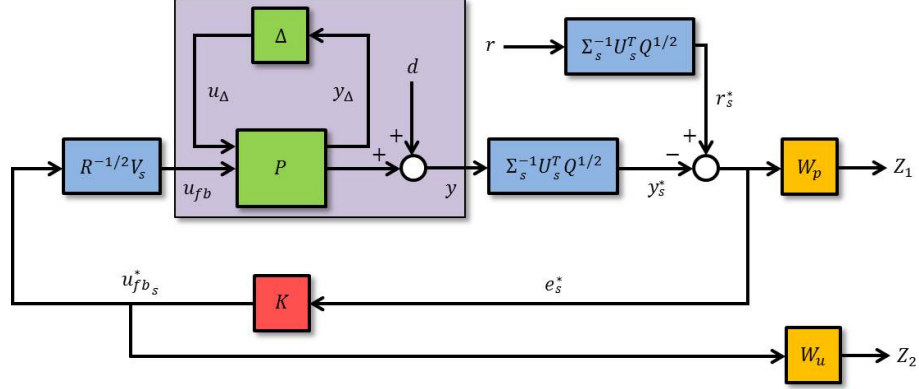 Δ
r
Σ_s^{-1} U_s^T Q^{1/2}
d
u_Δ
y_Δ
r_s^*
+
+
R^{-1/2} V_s
P
+
−
Σ_s^{-1} U_s^T Q^{1/2}
W_p
Z_1
u_{fb}
y
y_s^*
u_{fb_s}^*
K
e_s^*
W_u
Z_2